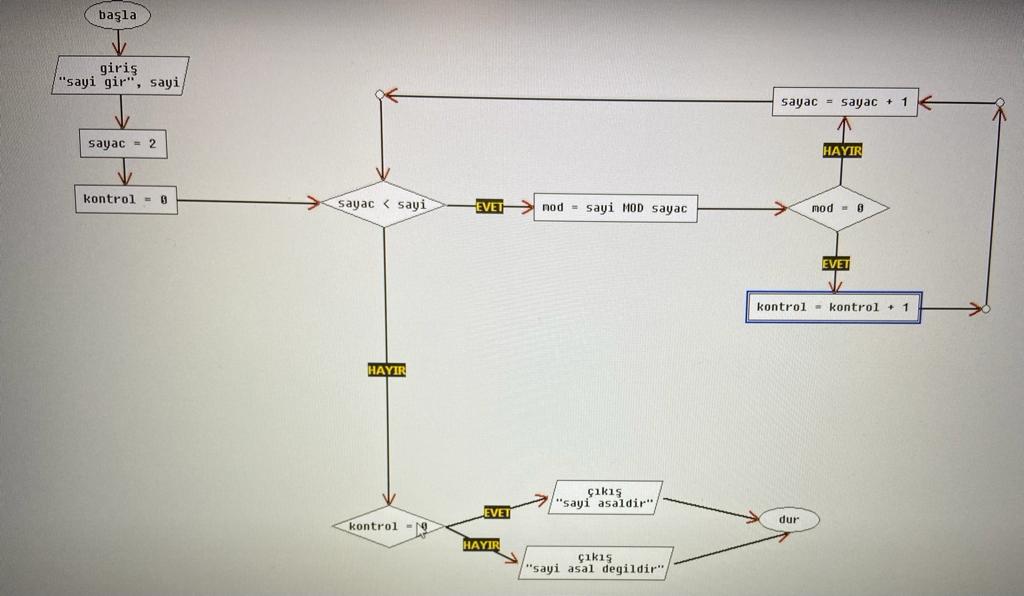 başla
giriş
"sayi gir", sayi
sayac = 2
kontrol = 0
sayac < sayi
EVET
mod = sayi MOD sayac
mod = 0
HAYIR
sayac = sayac + 1
EVET
kontrol = kontrol + 1
HAYIR
kontrol = 0
EVET
çıkış
"sayi asaldir"
HAYIR
çıkış
"sayi asal degildir"
dur